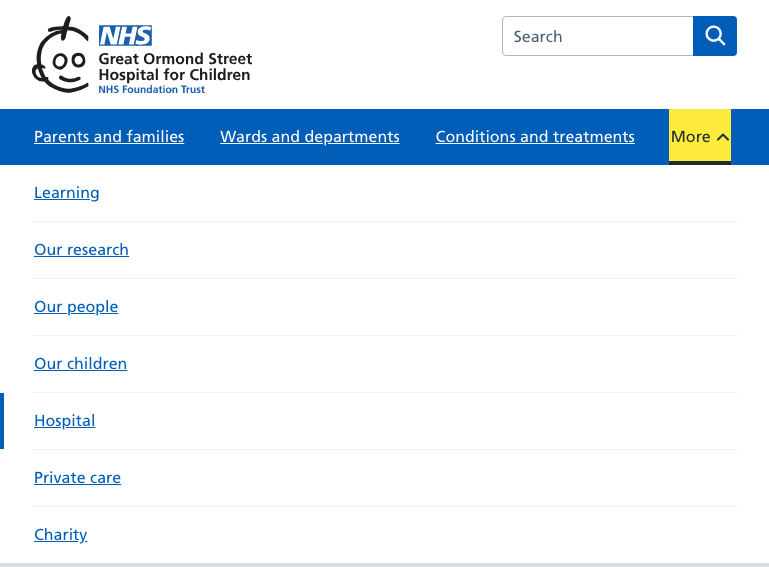 NHS
Great Ormond Street
Hospital for Children
NHS Foundation Trust
Search
Parents and families Wards and departments Conditions and treatments More
Learning
Our research
Our people
Our children
Hospital
Private care
Charity